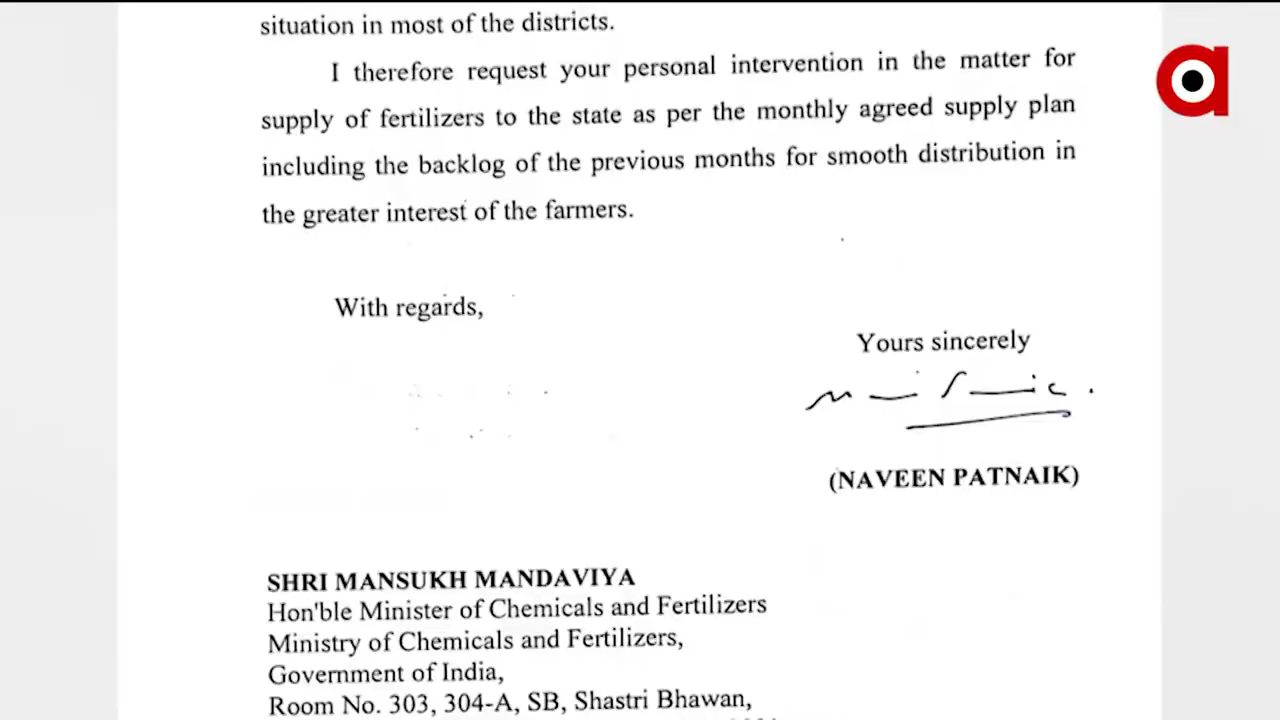 situation in most of the districts.
I therefore request your personal intervention in the matter for
supply of fertilizers to the state as per the monthly agreed supply plan
including the backlog of the previous months for smooth distribution in
the greater interest of the farmers.
With regards,
Yours sincerely
(NAVEEN PATNAIK)
SHRI MANSUKH MANDAVIYA
Hon'ble Minister of Chemicals and Fertilizers
Ministry of Chemicals and Fertilizers,
Government of India,
Room No. 303, 304-A, SB, Shastri Bhawan,